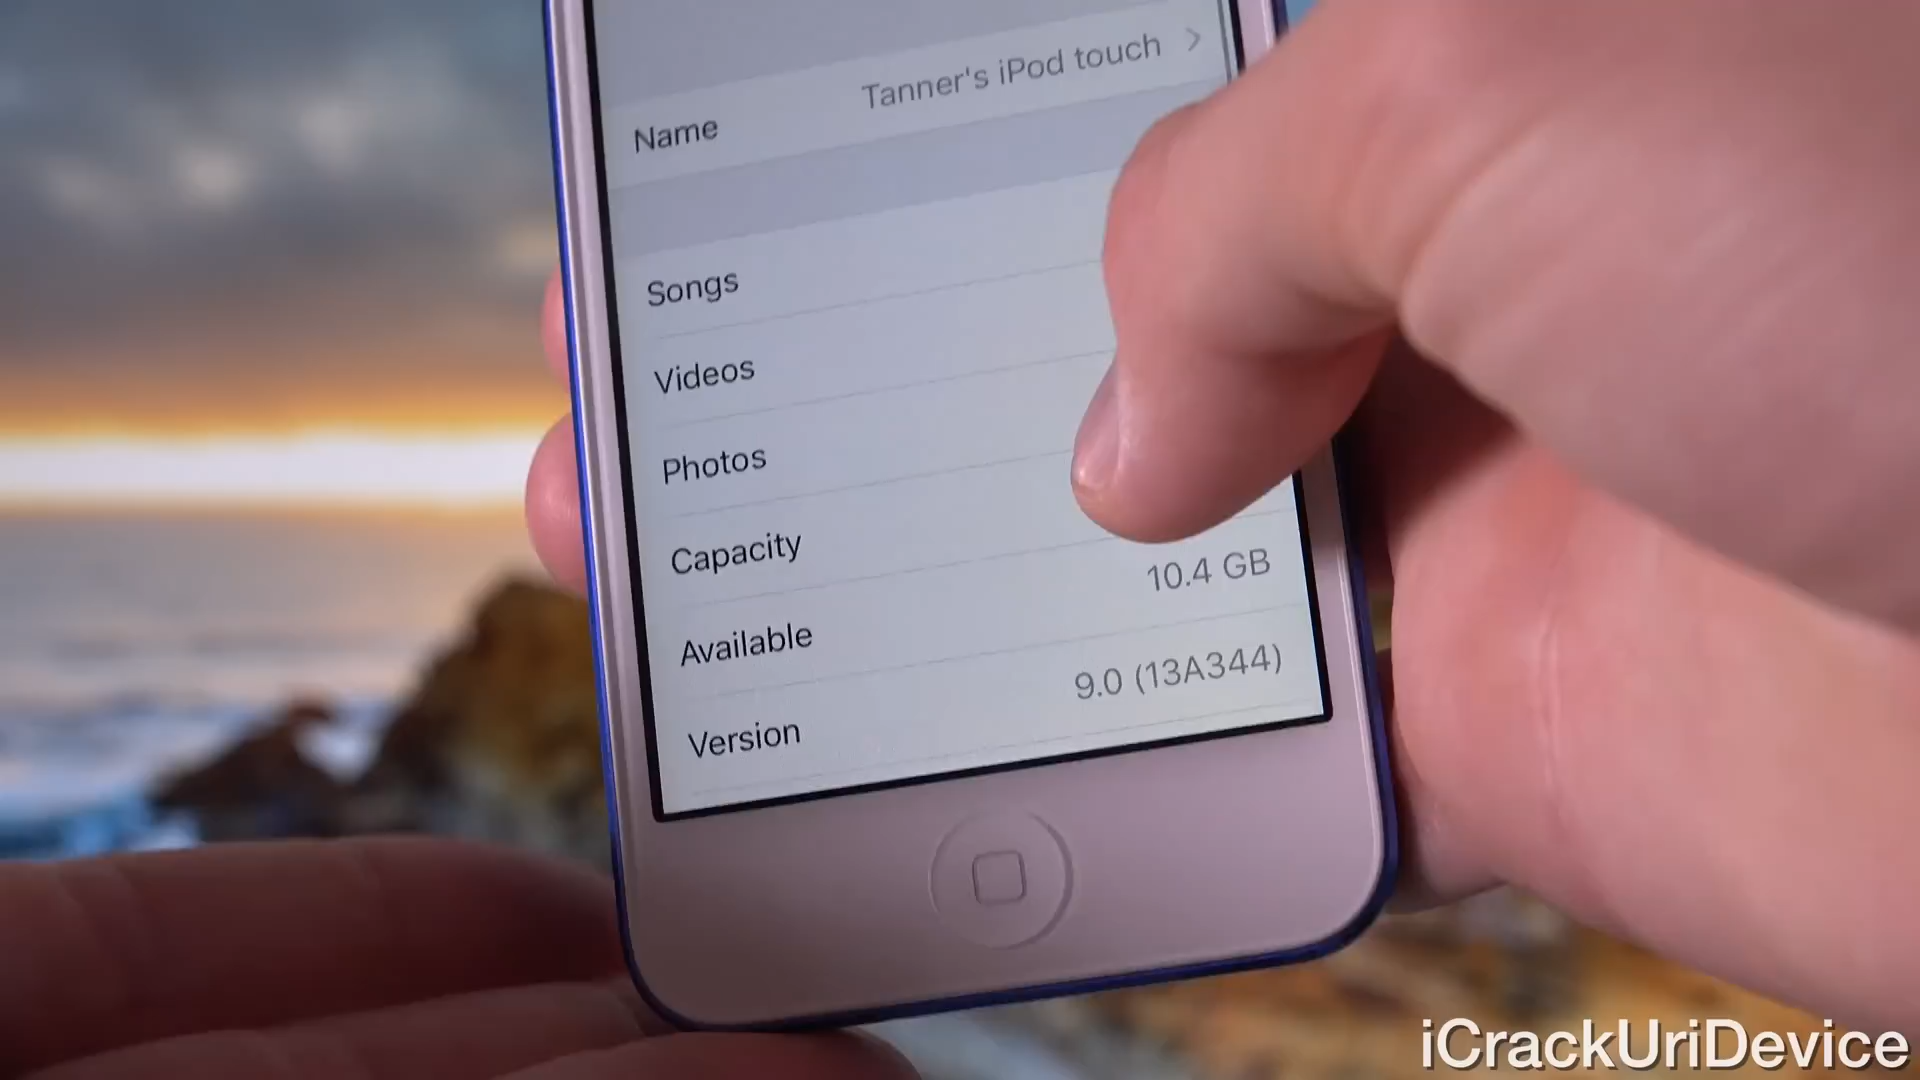 Name Tanner's iPod touch >
Songs
Videos
Photos
Capacity
Available 10.4 GB
Version 9.0 (13A344)
iCrackUriDevice